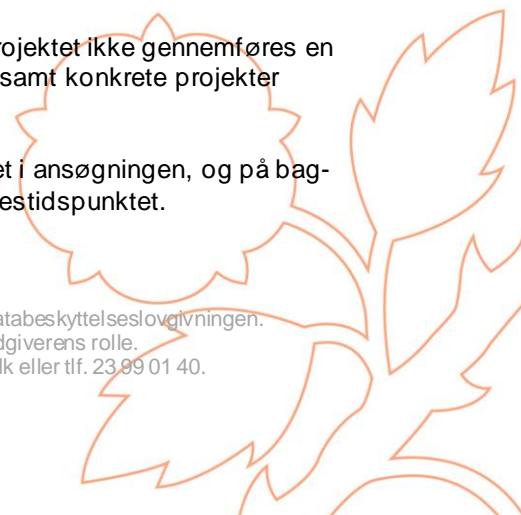 rojektet ikke gennemføres en
samt konkrete projekter
et i ansøgningen, og på bag-
estidspunktet.
atabeskyttelseslovgivningen.
dgiverens rolle.
lk eller tlf. 23 99 01 40.